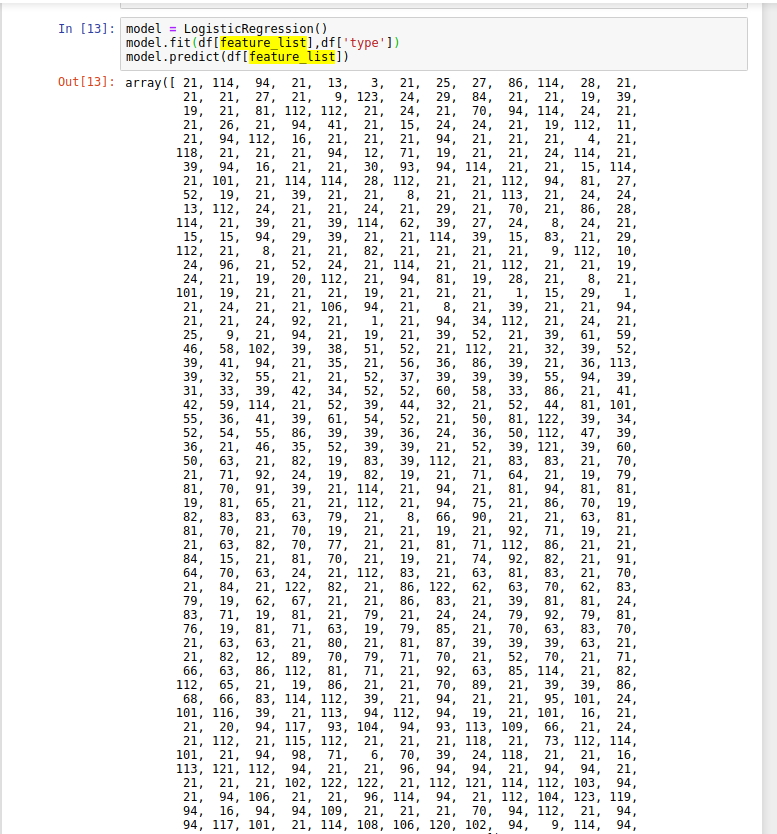 In [13]: model = LogisticRegression()
model.fit(df[feature_list],df['type'])
model.predict(df[feature_list])
Out[13]: array([ 21, 114, 94, 21, 13, 3, 21, 25, 27, 86, 114, 28, 21,
21, 21, 27, 21, 9, 123, 24, 29, 84, 21, 21, 19, 39,
19, 21, 81, 112, 112, 21, 24, 21, 70, 94, 114, 24, 21,
21, 26, 21, 94, 41, 21, 15, 24, 24, 21, 19, 112, 11,
21, 94, 112, 16, 21, 21, 21, 94, 21, 21, 21, 4, 21,
118, 21, 21, 21, 94, 12, 71, 19, 21, 21, 24, 114, 21,
39, 94, 16, 21, 21, 30, 93, 94, 114, 21, 21, 15, 114,
21, 101, 21, 114, 114, 28, 112, 21, 21, 112, 94, 81, 27,
52, 19, 21, 39, 21, 21, 8, 21, 21, 113, 21, 24, 24,
13, 112, 24, 21, 21, 24, 21, 29, 21, 70, 21, 86, 28,
114, 21, 39, 21, 39, 114, 62, 39, 27, 24, 8, 24, 21,
15, 15, 94, 29, 39, 21, 21, 114, 39, 15, 83, 21, 29,
112, 21, 8, 21, 21, 82, 21, 21, 21, 21, 9, 112, 10,
24, 96, 21, 52, 24, 21, 114, 21, 21, 112, 21, 21, 19,
24, 21, 19, 20, 112, 21, 94, 81, 19, 28, 21, 8, 21,
101, 19, 21, 21, 21, 19, 21, 21, 21, 1, 15, 29, 1,
21, 24, 21, 21, 106, 94, 21, 8, 21, 39, 21, 21, 94,
21, 21, 24, 92, 21, 1, 21, 94, 34, 112, 21, 24, 21,
25, 9, 21, 94, 21, 19, 21, 39, 52, 21, 39, 61, 59,
46, 58, 102, 39, 38, 51, 52, 21, 112, 21, 32, 39, 52,
39, 41, 94, 21, 35, 21, 56, 36, 86, 39, 21, 36, 113,
39, 32, 55, 21, 21, 52, 37, 39, 39, 39, 55, 94, 39,
31, 33, 39, 42, 34, 52, 52, 60, 58, 33, 86, 21, 41,
42, 59, 114, 21, 52, 39, 44, 32, 21, 52, 44, 81, 101,
55, 36, 41, 39, 61, 54, 52, 21, 50, 81, 122, 39, 34,
52, 54, 55, 86, 39, 39, 36, 24, 36, 50, 112, 47, 39,
36, 21, 46, 35, 52, 39, 39, 21, 52, 39, 121, 39, 60,
50, 63, 21, 82, 19, 83, 39, 112, 21, 83, 83, 21, 70,
21, 71, 92, 24, 19, 82, 19, 21, 71, 64, 21, 19, 79,
81, 70, 91, 39, 21, 114, 21, 94, 21, 81, 94, 81, 81,
19, 81, 65, 21, 21, 112, 21, 94, 75, 21, 86, 70, 19,
82, 83, 83, 63, 79, 21, 8, 66, 90, 21, 21, 63, 81,
81, 70, 21, 70, 19, 21, 21, 19, 21, 92, 71, 19, 21,
21, 63, 82, 70, 77, 21, 21, 81, 71, 112, 86, 21, 21,
84, 15, 21, 81, 70, 21, 19, 21, 74, 92, 82, 21, 91,
64, 70, 63, 24, 21, 112, 83, 21, 63, 81, 83, 21, 70,
21, 84, 21, 122, 82, 21, 86, 122, 62, 63, 70, 62, 83,
79, 19, 62, 67, 21, 21, 86, 83, 21, 39, 81, 81, 24,
83, 71, 19, 81, 21, 79, 21, 24, 24, 79, 92, 79, 81,
76, 19, 81, 71, 63, 19, 79, 85, 21, 70, 63, 83, 70,
21, 63, 63, 21, 80, 21, 81, 87, 39, 39, 39, 63, 21,
21, 82, 12, 89, 70, 79, 71, 70, 21, 52, 70, 21, 71,
66, 63, 86, 112, 81, 71, 21, 92, 63, 85, 114, 21, 82,
112, 65, 21, 19, 86, 21, 21, 70, 89, 21, 39, 39, 86,
68, 66, 83, 114, 112, 39, 21, 94, 21, 21, 95, 101, 24,
101, 116, 39, 21, 113, 94, 112, 94, 19, 21, 101, 16, 21,
21, 20, 94, 117, 93, 104, 94, 93, 113, 109, 66, 21, 24,
21, 112, 21, 115, 112, 21, 21, 21, 118, 21, 73, 112, 114,
101, 21, 94, 98, 71, 6, 70, 39, 24, 118, 21, 21, 16,
113, 121, 112, 94, 21, 21, 96, 94, 94, 21, 94, 94, 21,
21, 21, 21, 102, 122, 122, 21, 112, 121, 114, 112, 103, 94,
21, 94, 106, 21, 21, 96, 114, 94, 21, 112, 104, 123, 119,
94, 16, 94, 94, 109, 21, 21, 21, 70, 94, 112, 21, 94,
94, 117, 101, 21, 114, 108, 106, 120, 102, 94, 9, 114, 94,